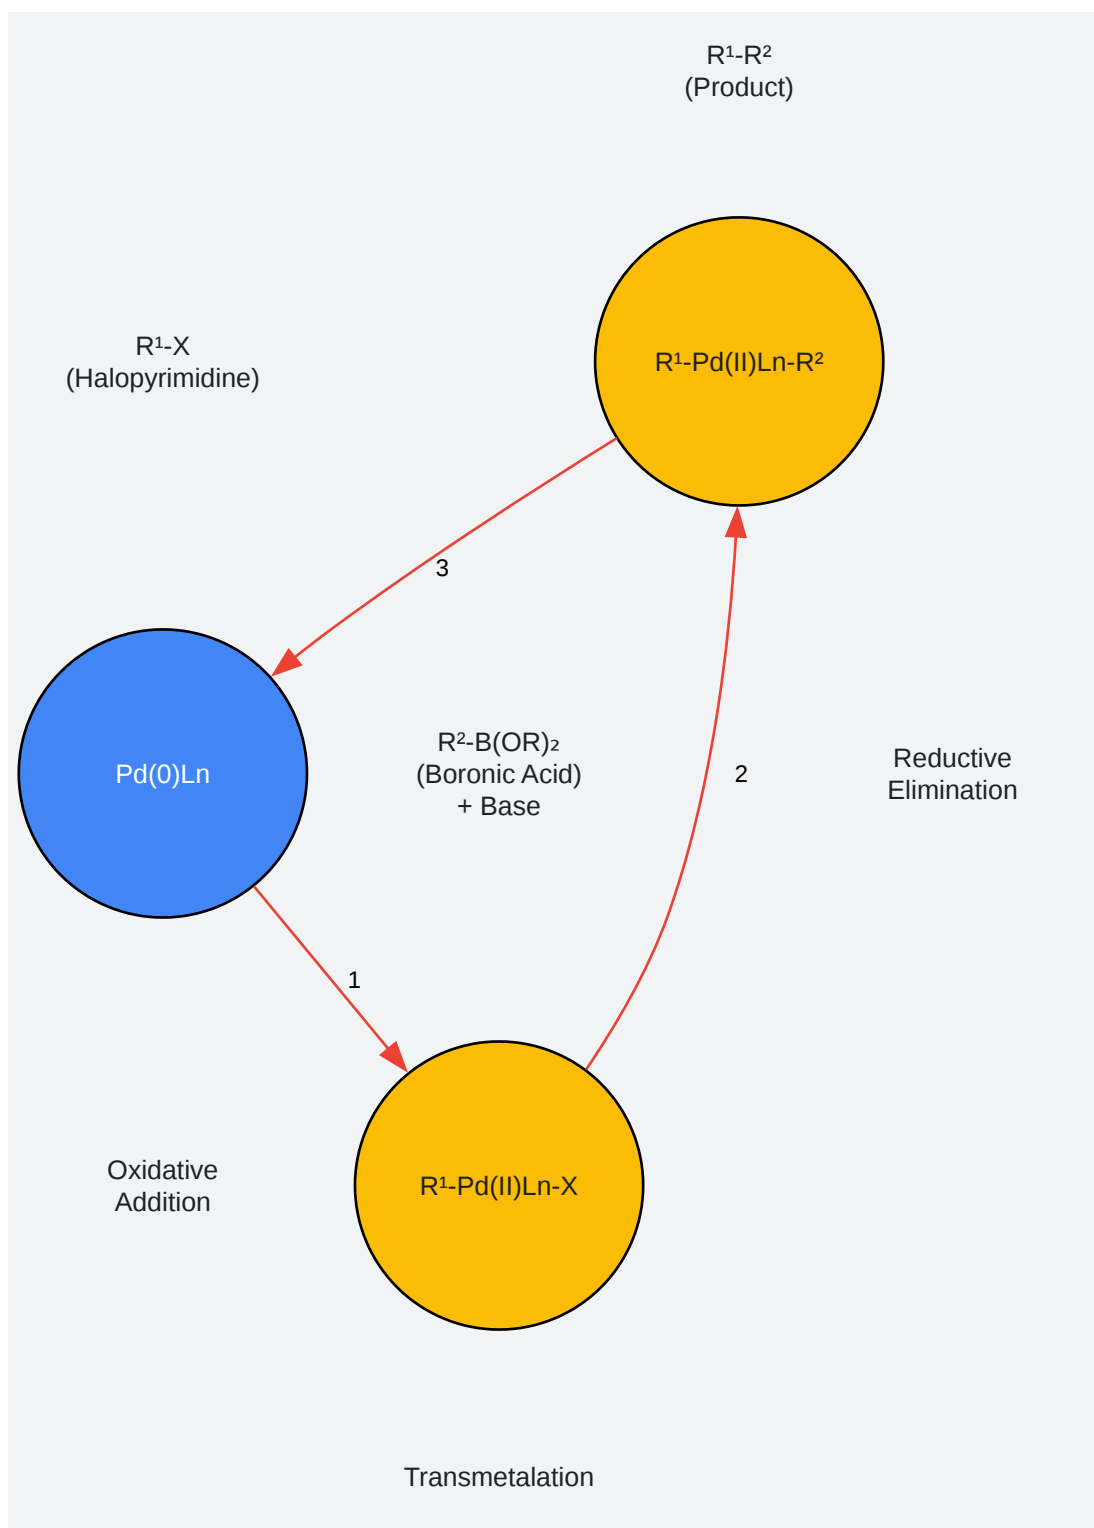 R¹-R²
(Product)
R¹-X
(Halopyrimidine)
R¹-Pd(II)Ln-R²
3
Pd(0)Ln
R²-B(OR)₂
(Boronic Acid)
+ Base
2
Reductive
Elimination
1
Oxidative
Addition
R¹-Pd(II)Ln-X
Transmetalation